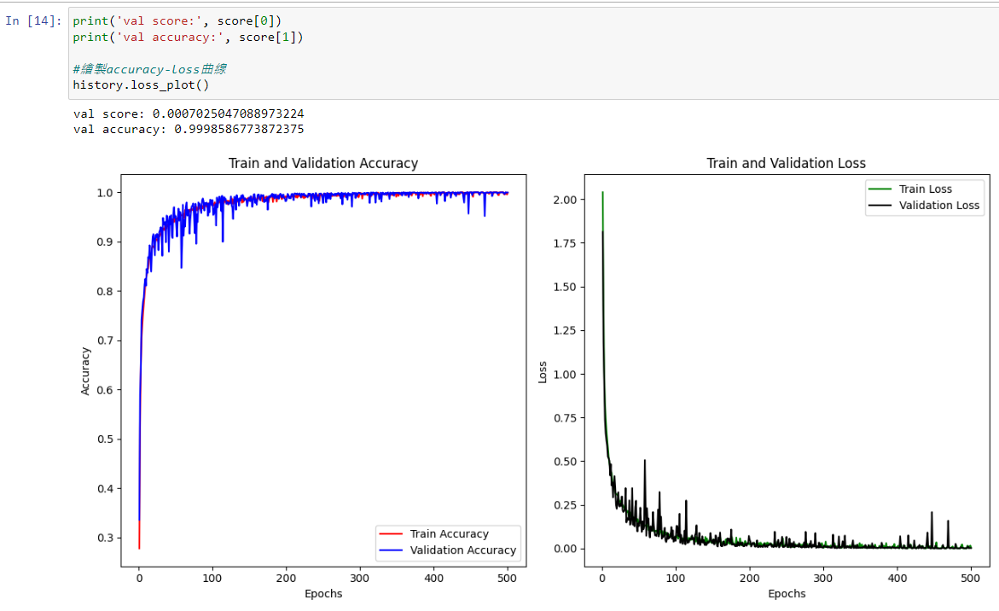 In [14]: print('val score:', score[0])
print('val accuracy:', score[1])
#繪製accuracy-loss曲線
history.loss_plot()
val score: 0.0007025047088973224
val accuracy: 0.9998586773872375
Train and Validation Accuracy
1.0
0.9
0.8
0.7
0.6
0.5
0.4
0.3
Accuracy
0 100 200 300 400 500
Epochs
Train Accuracy
Validation Accuracy
Train and Validation Loss
2.00
1.75
1.50
1.25
1.00
0.75
0.50
0.25
0.00
Loss
0 100 200 300 400 500
Epochs
Train Loss
Validation Loss